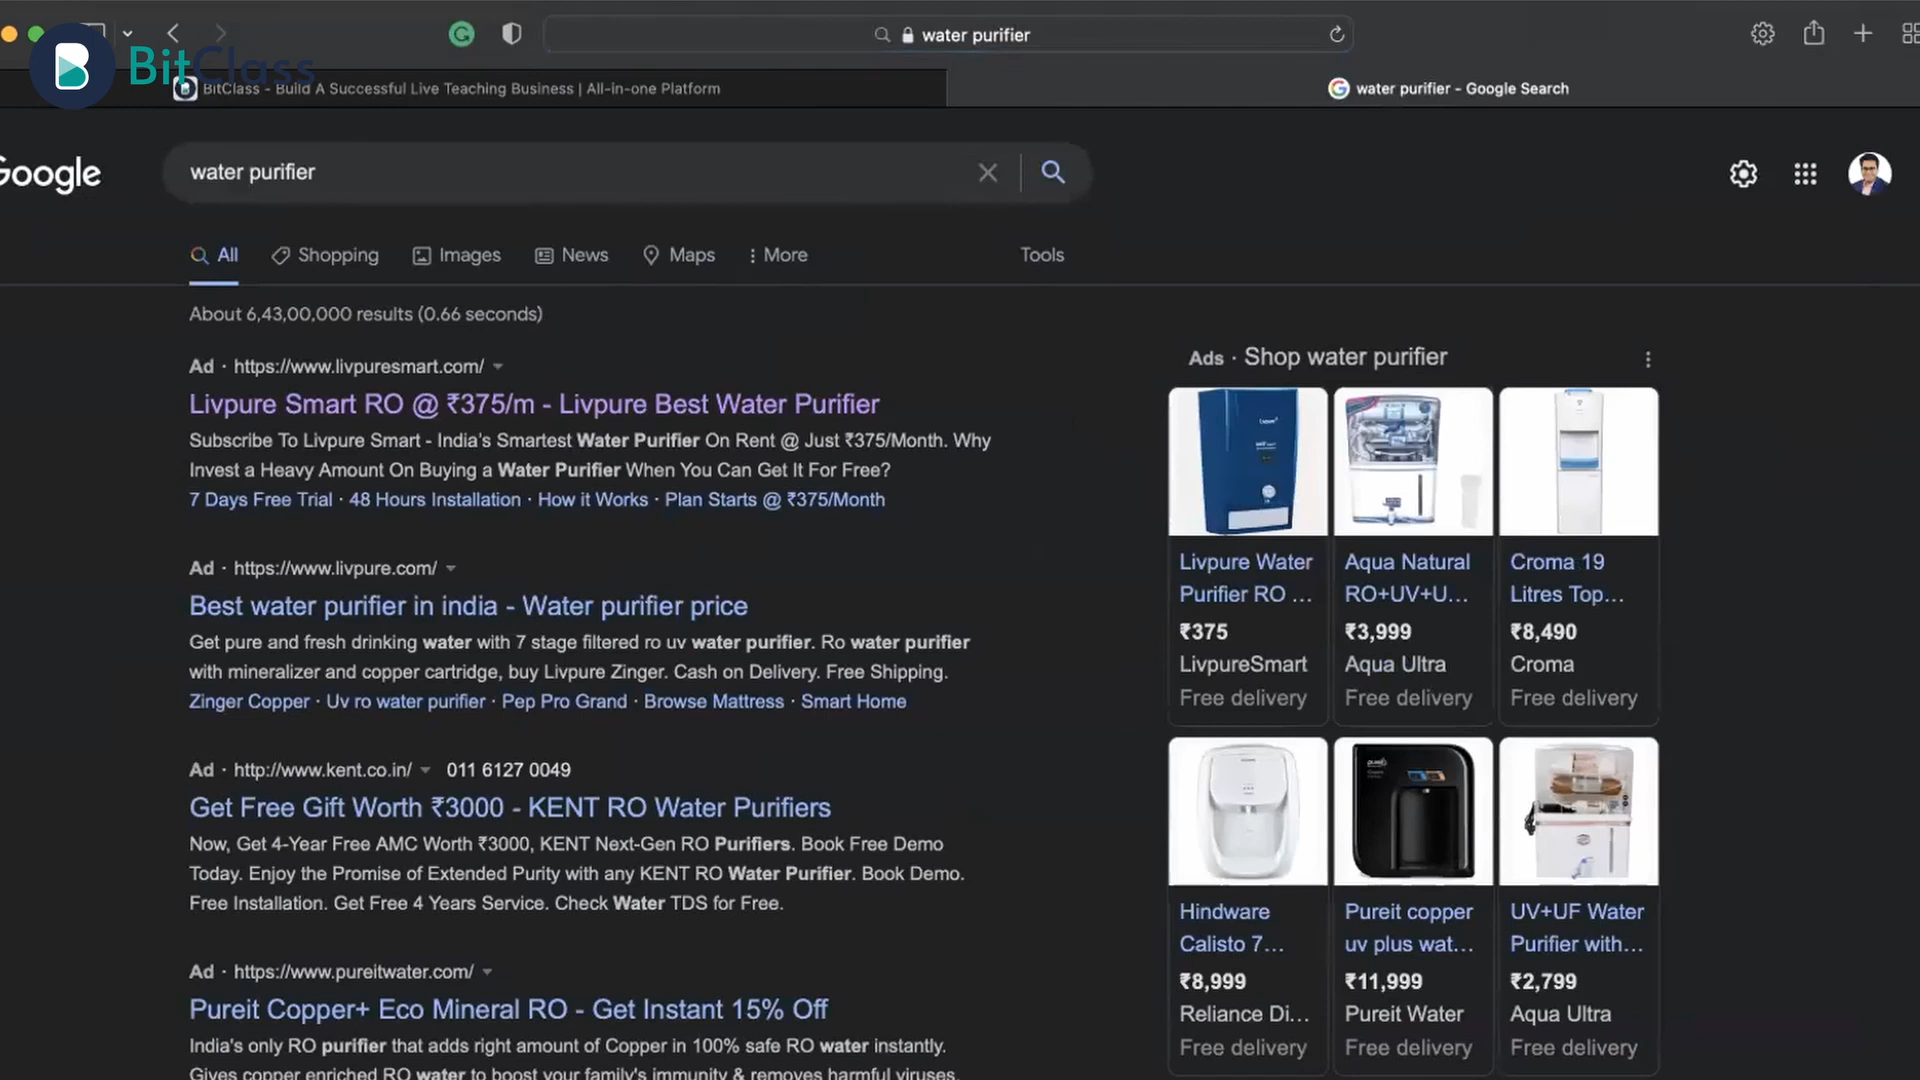 BitClass
water purifier
BitClass - Build A Successful Live Teaching Business | All-in-one Platform
water purifier - Google Search
Google
water purifier
All
Shopping
Images
News
Maps
More
Tools
About 6,43,00,000 results (0.66 seconds)
Ad · https://www.livpuresmart.com/
Livpure Smart RO @ ₹375/m - Livpure Best Water Purifier
Subscribe To Livpure Smart - India's Smartest Water Purifier On Rent @ Just ₹375/Month. Why
Invest a Heavy Amount On Buying a Water Purifier When You Can Get It For Free?
7 Days Free Trial · 48 Hours Installation · How it Works · Plan Starts @ ₹375/Month
Ad · https://www.livpure.com/
Best water purifier in india - Water purifier price
Get pure and fresh drinking water with 7 stage filtered ro uv water purifier. Ro water purifier
with mineralizer and copper cartridge, buy Livpure Zinger. Cash on Delivery. Free Shipping.
Zinger Copper · Uv ro water purifier · Pep Pro Grand · Browse Mattress · Smart Home
Ad · http://www.kent.co.in/ 011 6127 0049
Get Free Gift Worth ₹3000 - KENT RO Water Purifiers
Now, Get 4-Year Free AMC Worth ₹3000, KENT Next-Gen RO Purifiers. Book Free Demo
Today. Enjoy the Promise of Extended Purity with any KENT RO Water Purifier. Book Demo.
Free Installation. Get Free 4 Years Service. Check Water TDS for Free.
Ad · https://www.pureitwater.com/
Pureit Copper+ Eco Mineral RO - Get Instant 15% Off
India's only RO purifier that adds right amount of Copper in 100% safe RO water instantly.
Gives copper enriched RO water to boost your family's immunity & removes harmful viruses.
Ads · Shop water purifier
Livpure Water
Purifier RO ...
₹375
LivpureSmart
Free delivery
Aqua Natural
RO+UV+U...
₹3,999
Aqua Ultra
Free delivery
Croma 19
Litres Top...
₹8,490
Croma
Free delivery
Hindware
Calisto 7...
₹8,999
Reliance Di...
Free delivery
Pureit copper
uv plus wat...
₹11,999
Pureit Water
Free delivery
UV+UF Water
Purifier with...
₹2,799
Aqua Ultra
Free delivery